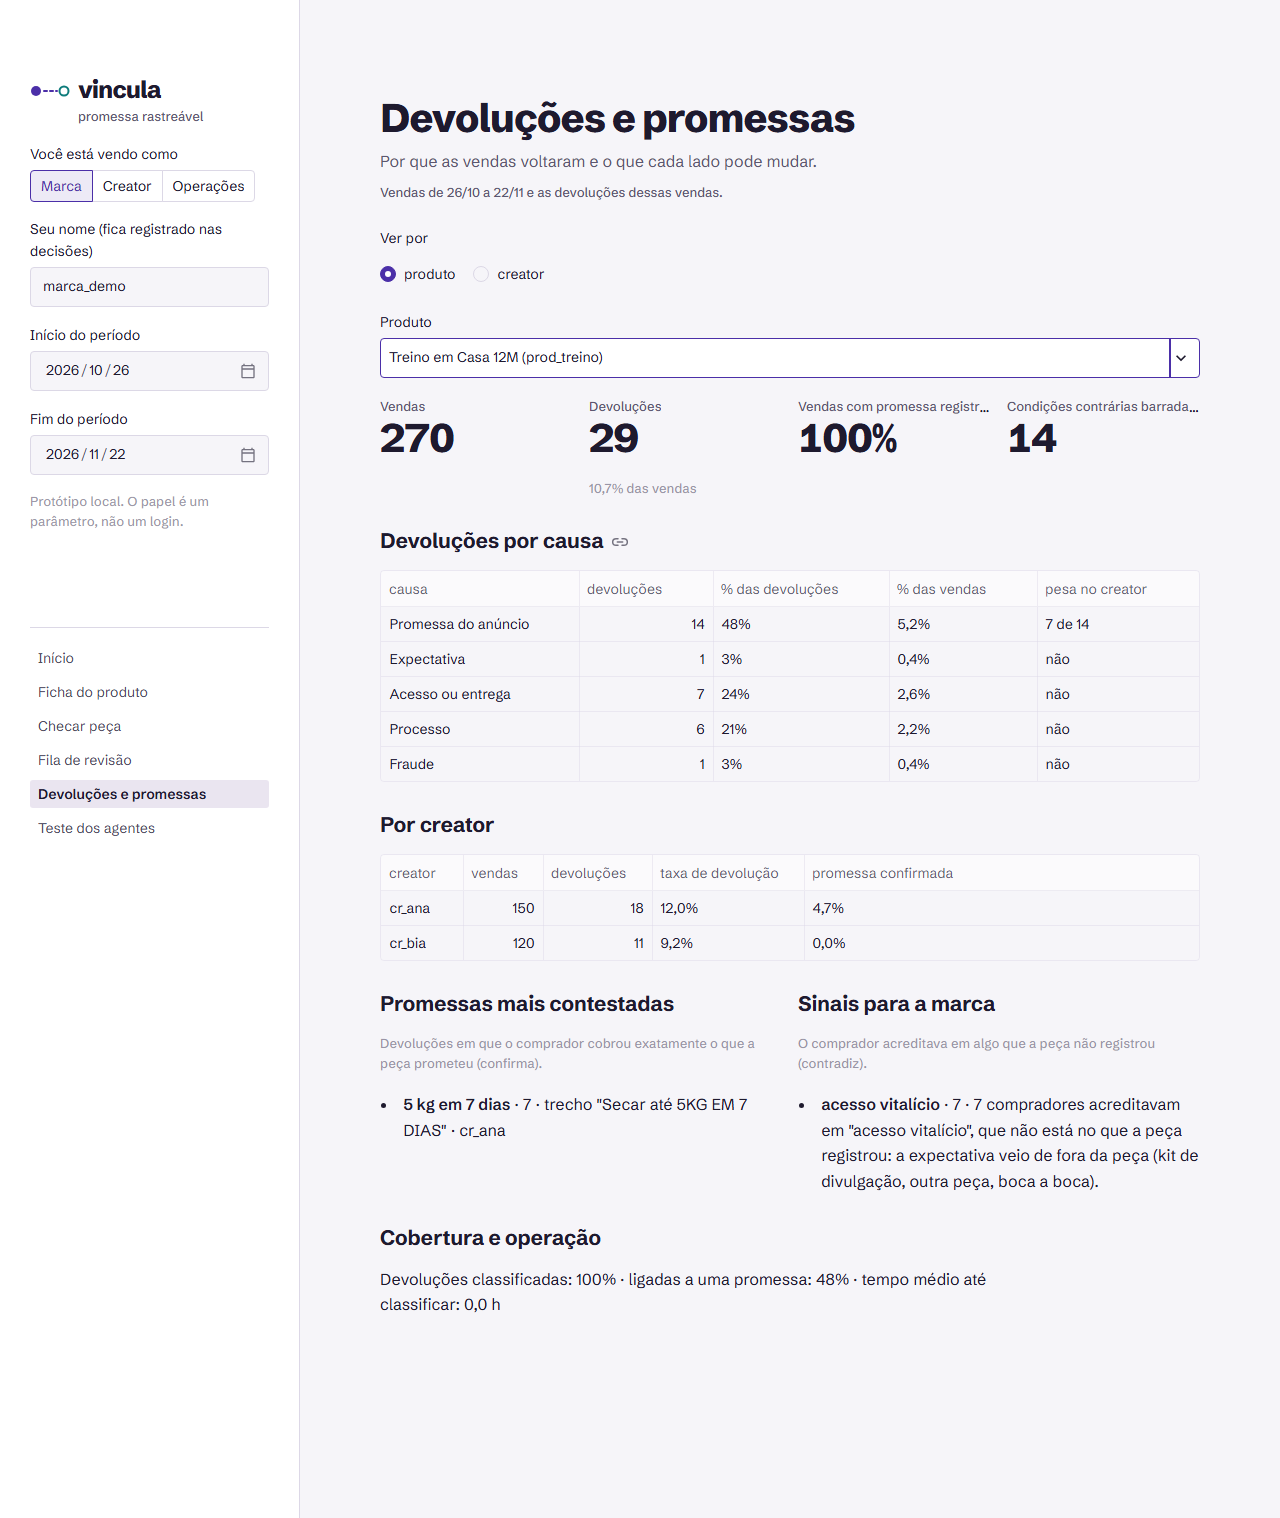 vincula
promessa rastreável
Você está vendo como
Marca Creator Operações
Seu nome (fica registrado nas
decisões)
marca_demo
Início do período
2026/10/26
Fim do período
2026/11/22
Protótipo local. O papel é um
parâmetro, não um login.
Início
Ficha do produto
Checar peça
Fila de revisão
Devoluções e promessas
Teste dos agentes
Devoluções e promessas
Por que as vendas voltaram e o que cada lado pode mudar.
Vendas de 26/10 a 22/11 e as devoluções dessas vendas.
Ver por
produto creator
Produto
Treino em Casa 12M (prod_treino)
Vendas Devoluções Vendas com promessa registr... Condições contrárias barrada...
270 29 100% 14
10,7% das vendas
Devoluções por causa
causa devoluções % das devoluções % das vendas pesa no creator
Promessa do anúncio 14 48% 5,2% 7 de 14
Expectativa 1 3% 0,4% não
Acesso ou entrega 7 24% 2,6% não
Processo 6 21% 2,2% não
Fraude 1 3% 0,4% não
Por creator
creator vendas devoluções taxa de devolução promessa confirmada
cr_ana 150 18 12,0% 4,7%
cr_bia 120 11 9,2% 0,0%
Promessas mais contestadas
Devoluções em que o comprador cobrou exatamente o que a
peça prometeu (confirma).
• 5 kg em 7 dias · 7 · trecho "Secar até 5KG EM 7
DIAS" · cr_ana
Sinais para a marca
O comprador acreditava em algo que a peça não registrou
(contradiz).
• acesso vitalício · 7 · 7 compradores acreditavam
em "acesso vitalício", que não está no que a peça
registrou: a expectativa veio de fora da peça (kit de
divulgação, outra peça, boca a boca).
Cobertura e operação
Devoluções classificadas: 100% · ligadas a uma promessa: 48% · tempo médio até
classificar: 0,0 h